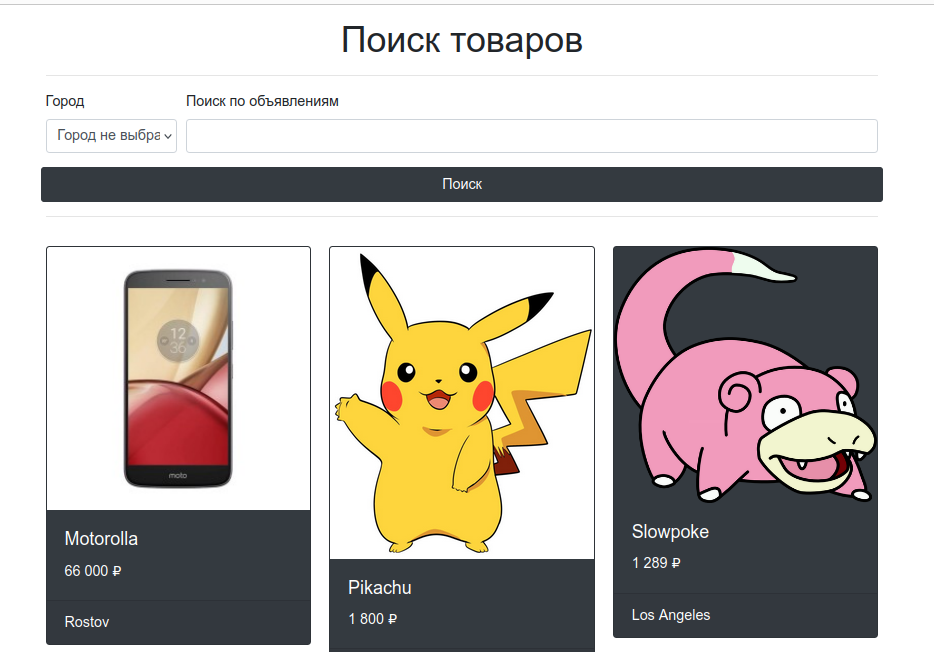 Поиск товаров
Город
Поиск по объявлениям
Город не выбра
Поиск
12
36
moto
Motorolla
66 000 ₽
Rostov
Pikachu
1 800 ₽
Slowpoke
1 289 ₽
Los Angeles